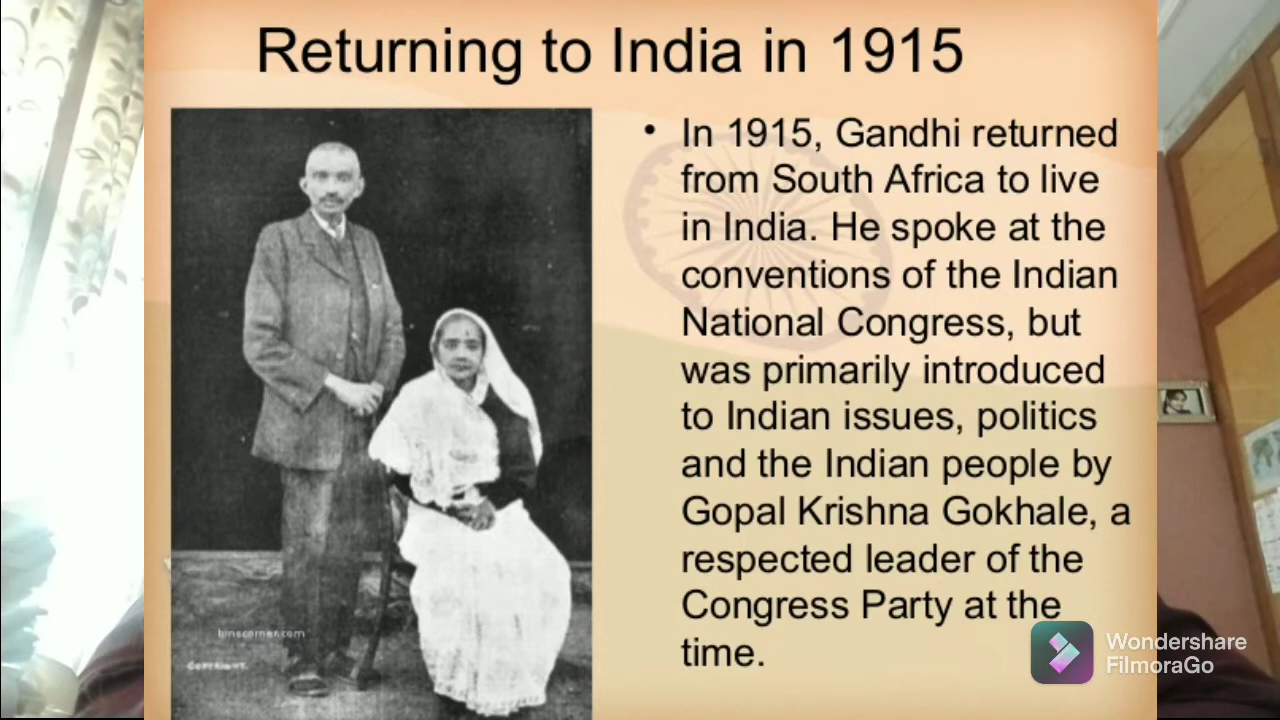 Returning to India in 1915
• In 1915, Gandhi returned
from South Africa to live
in India. He spoke at the
conventions of the Indian
National Congress, but
was primarily introduced
to Indian issues, politics
and the Indian people by
Gopal Krishna Gokhale, a
respected leader of the
Congress Party at the
time.
COPYRIGHT.
Wondershare
FilmoraGo